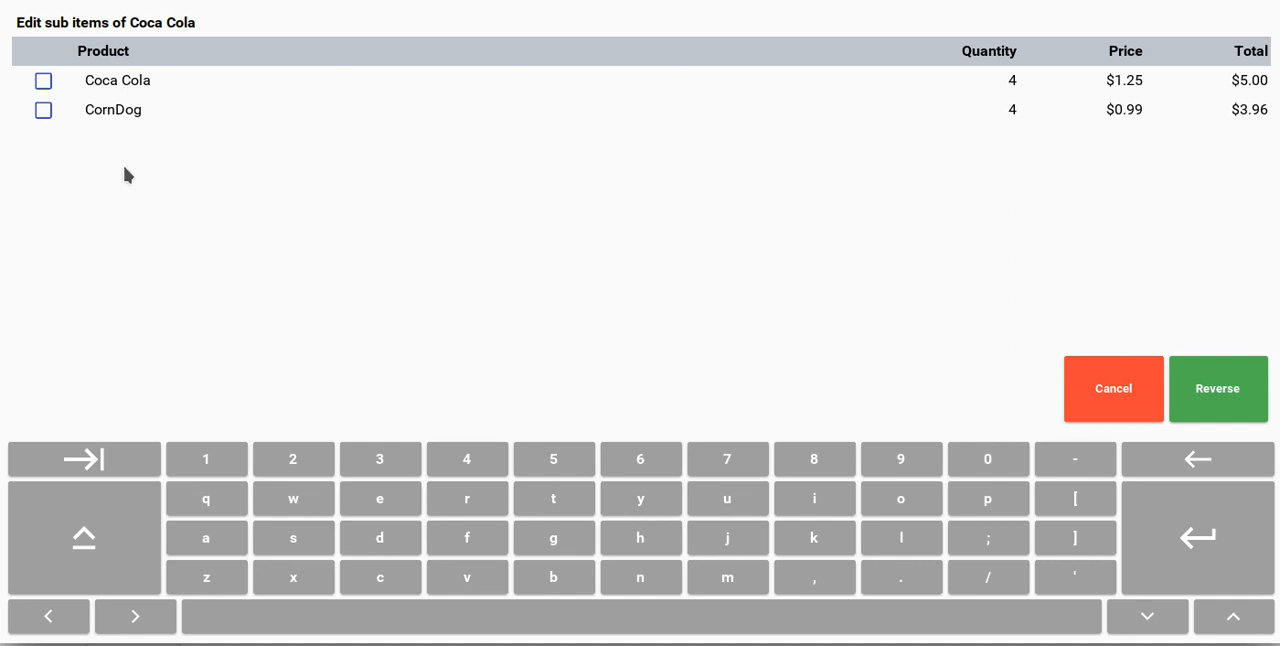 Edit sub items of Coca Cola
Product Quantity Price Total
Coca Cola 4 $1.25 $5.00
CornDog 4 $0.99 $3.96
Cancel Reverse
1 2 3 4 5 6 7 8 9 0 -
q w e r t y u i o p [
a s d f g h j k l ; ]
z x c v b n m , . / '